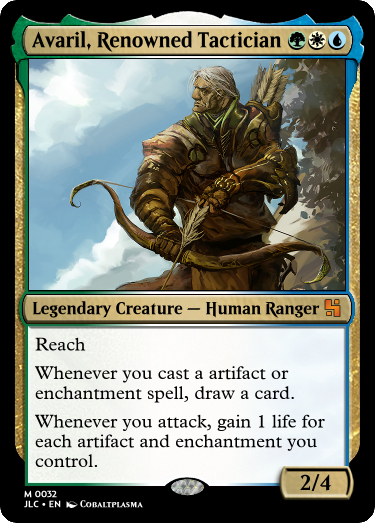 Avaril, Renowned Tactician
Legendary Creature — Human Ranger
Reach
Whenever you cast a artifact or
enchantment spell, draw a card.
Whenever you attack, gain 1 life for
each artifact and enchantment you
control.
2/4
M 0032
JLC • EN Cobaltplasma